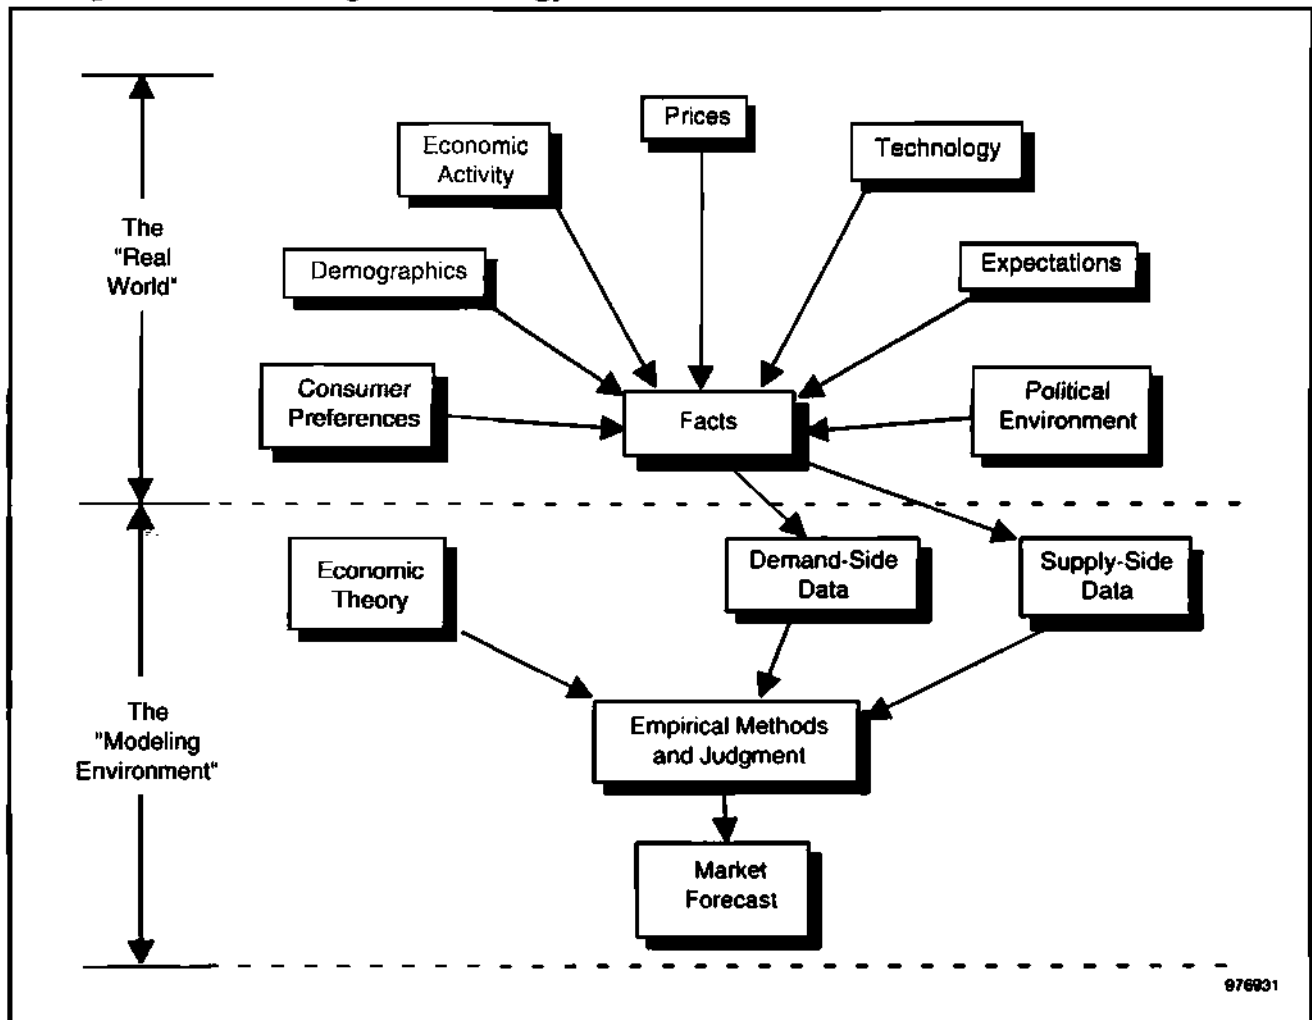 Prices
Economic
Activity
Technology
The
"Real
World"
Demographics
Expectations
Consumer
Preferences
Facts
Political
Environment
Economic
Theory
Demand-Side
Data
Supply-Side
Data
The
"Modeling
Environment"
Empirical Methods
and Judgment
Market
Forecast
976931